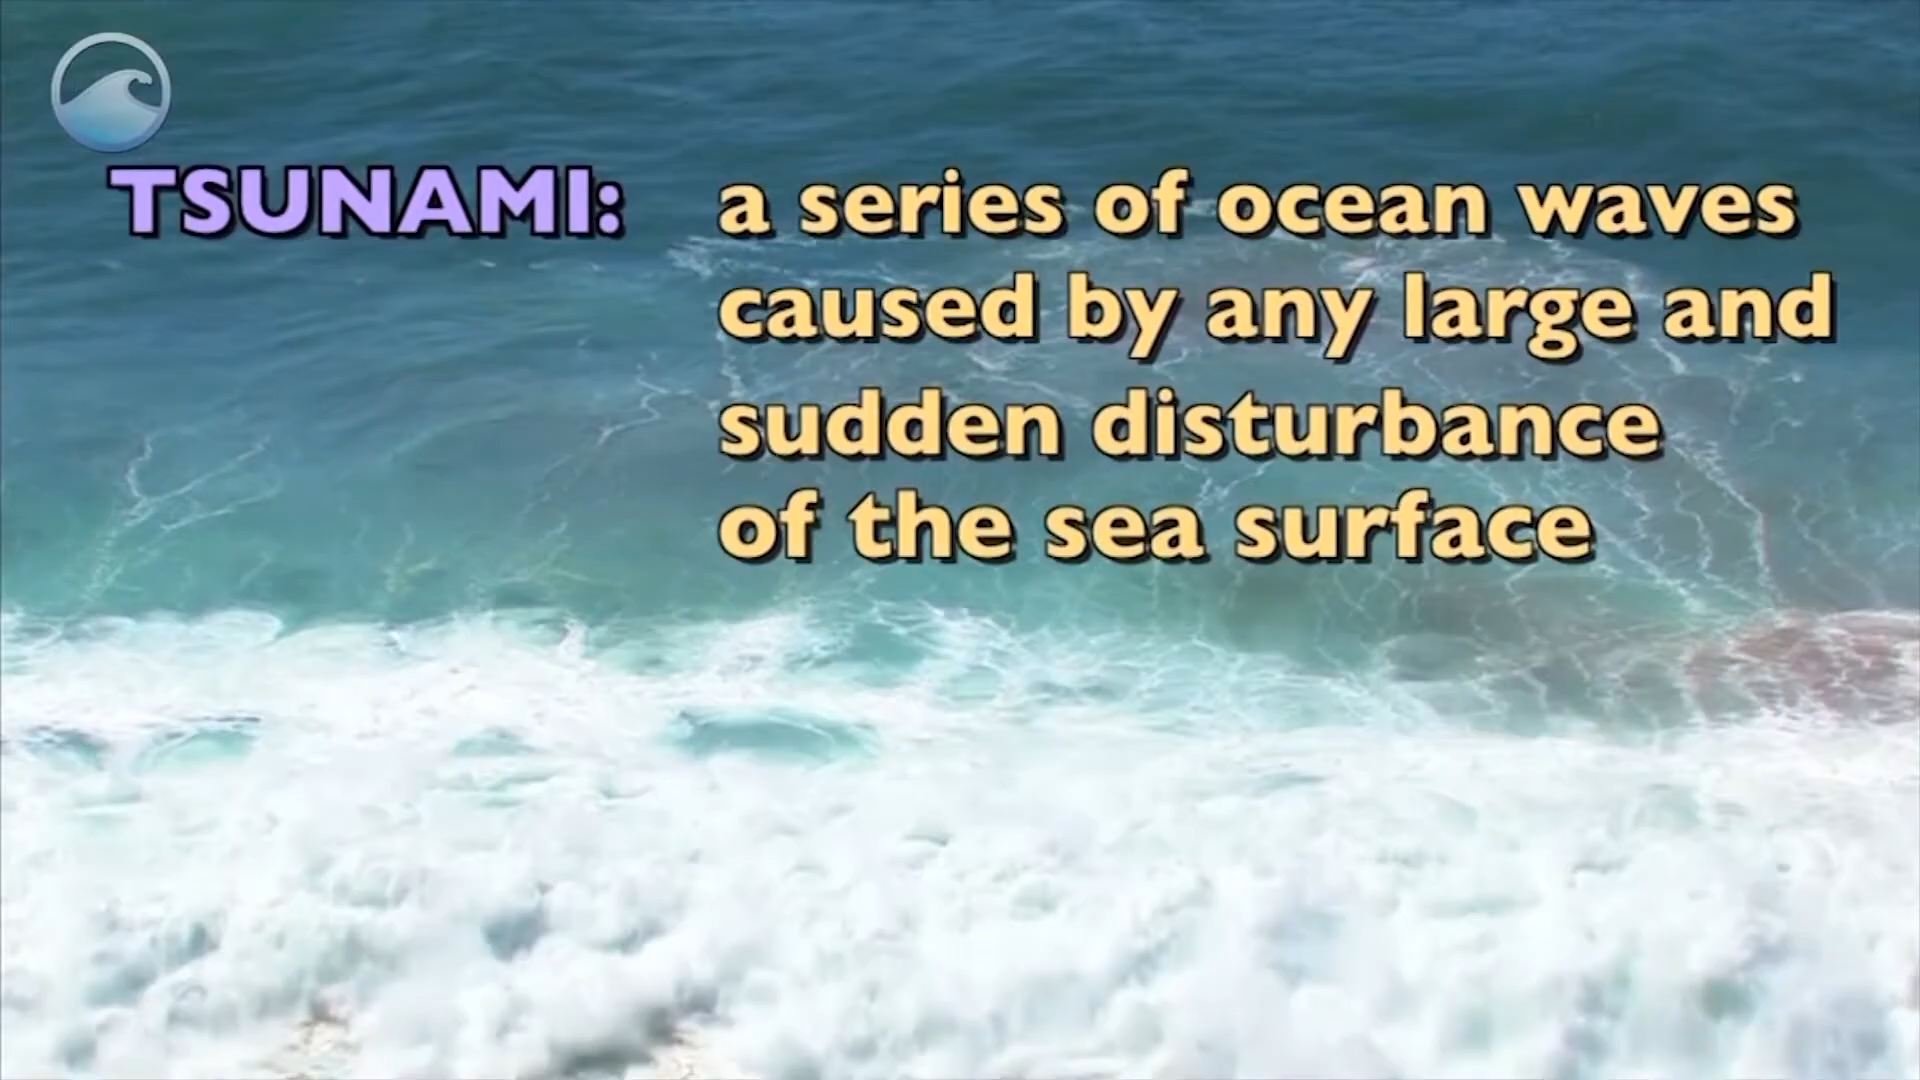 TSUNAMI: a series of ocean waves
caused by any large and
sudden disturbance
of the sea surface